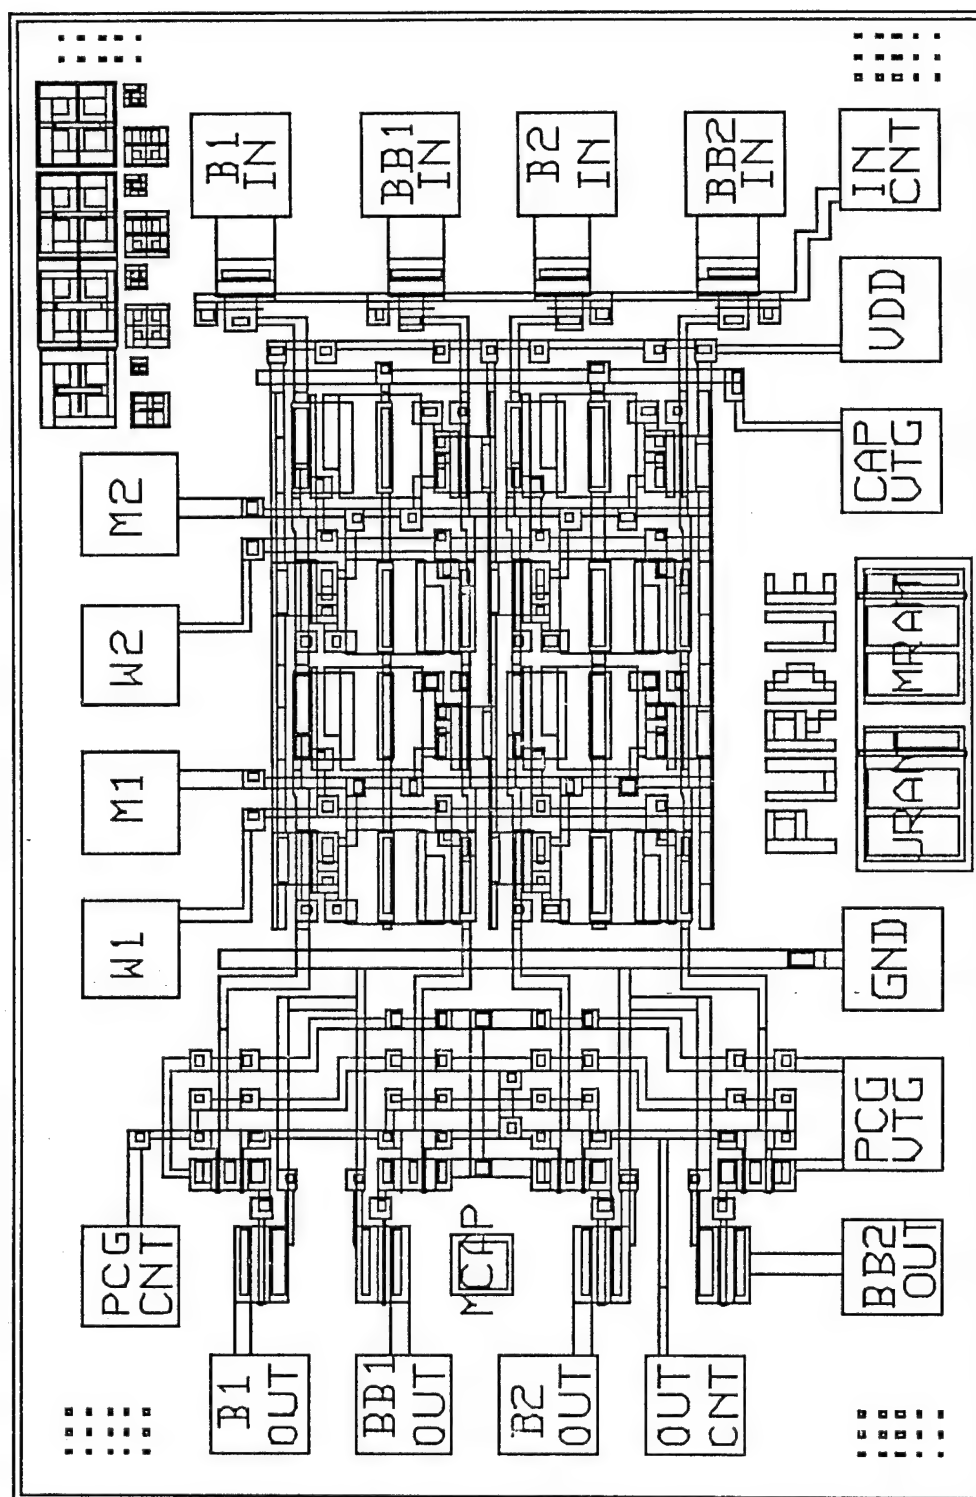 PCG
CNT
W1
M1
W2
M2
B1
OUT
B1
IN
BB1
OUT
BB1
IN
MCAP
B2
OUT
B2
IN
OUT
CNT
BB2
IN
PURDUE
BB2
OUT
PCG
VTG
GND
JRAM
MRAM
CAP
VTG
VDD
IN
CNT